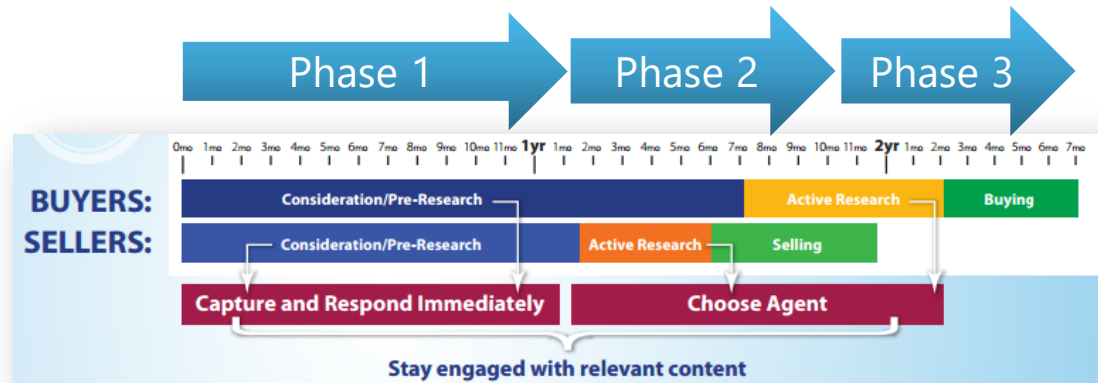 Phase 1 Phase 2 Phase 3
0mo 1mo 2mo 3mo 4mo 5mo 6mo 7mo 8mo 9mo 10mo 11mo 1yr 1mo 2mo 3mo 4mo 5mo 6mo 7mo 8mo 9mo 10mo 11mo 2yr 1mo 2mo 3mo 4mo 5mo 6mo 7mo
BUYERS: Consideration/Pre-Research Active Research Buying
SELLERS: Consideration/Pre-Research Active Research Selling
Capture and Respond Immediately Choose Agent
Stay engaged with relevant content